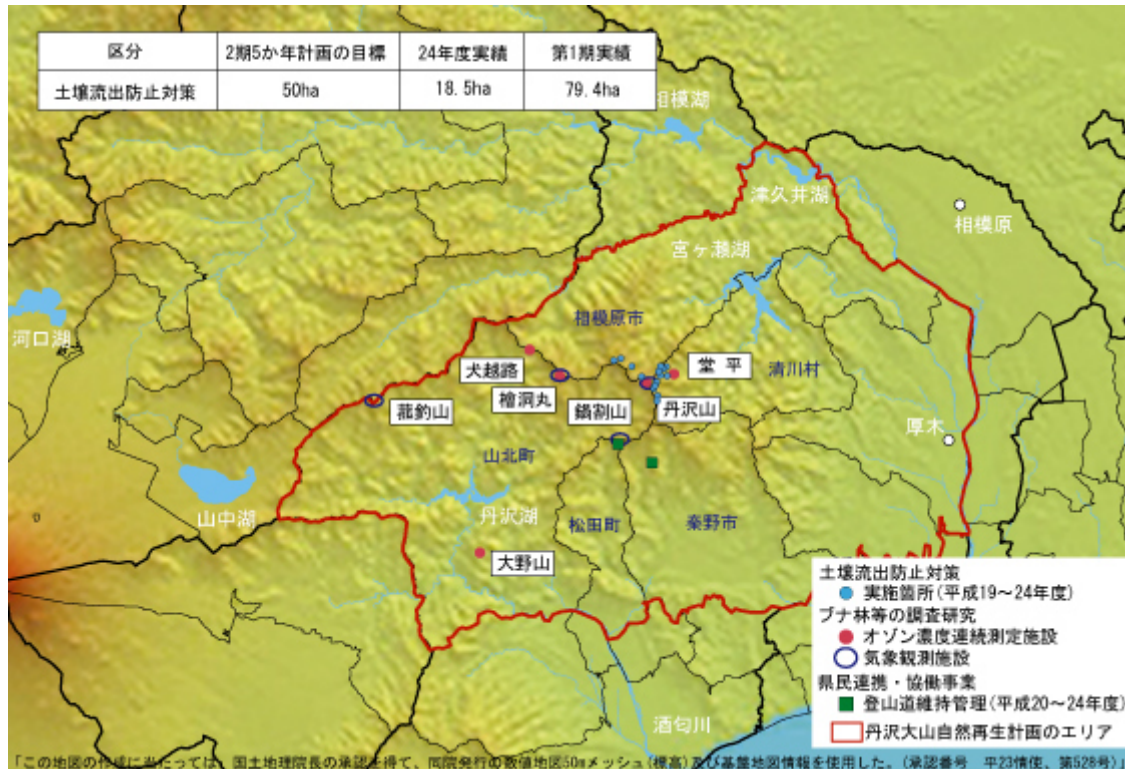 区分 2期5か年計画の目標 24年度実績 第1期実績
土壌流出防止対策 50ha 18.5ha 79.4ha
相模湖
津久井湖
相模原
宮ヶ瀬湖
河口湖
相模原市
犬越路
堂 平
清川村
檜洞丸
菰釣山
鍋割山
丹沢山
厚木
山北町
山中湖
丹沢湖
松田町
秦野市
大野山
土壌流出防止対策
実施箇所(平成19～24年度)
ブナ林等の調査研究
オゾン濃度連続測定施設
気象観測施設
県民連携・協働事業
登山道維持管理(平成20～24年度)
丹沢大山自然再生計画のエリア
酒匂川
「この地図の作成に当たっては、国土地理院長の承認を得て、同院発行の数値地図50mメッシュ(標高)及び基盤地図情報を使用した。(承認番号 平23情使、第528号)」